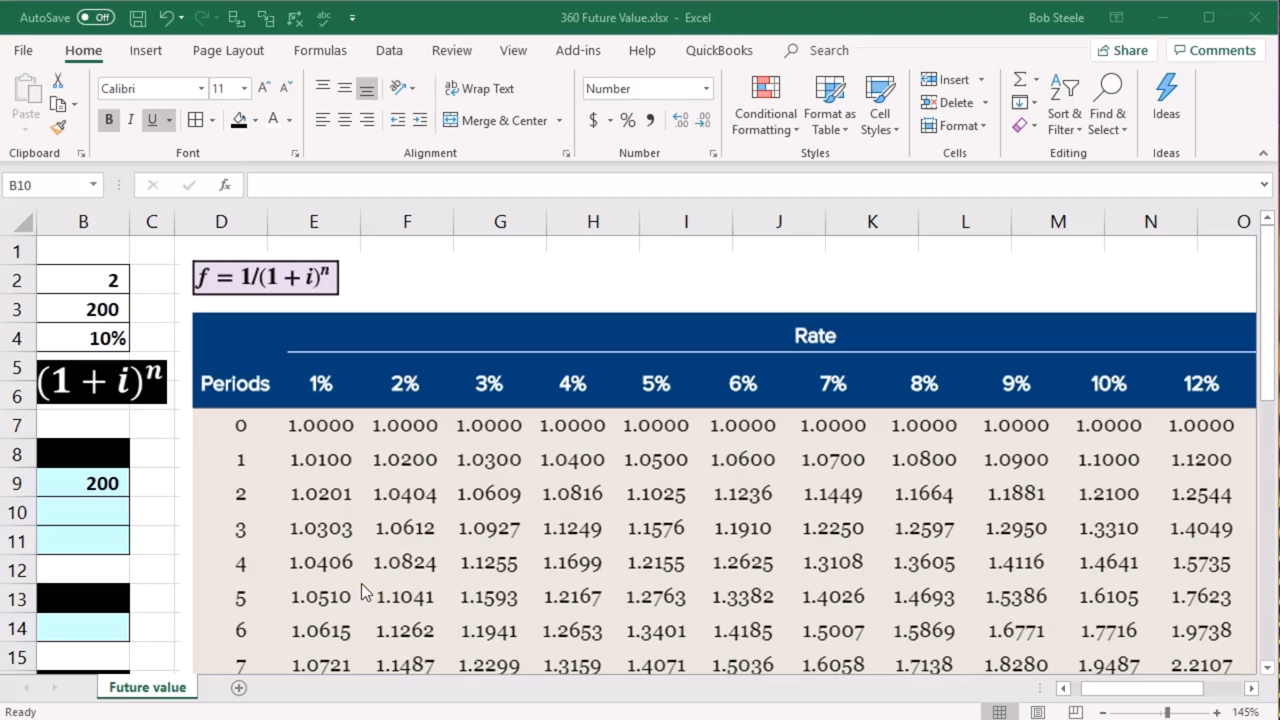 AutoSave Off 360 Future Value.xlsx - Excel Bob Steele
File Home Insert Page Layout Formulas Data Review View Add-ins Help QuickBooks Search Share Comments
Paste
Calibri 11
B I U A
Wrap Text
Merge & Center
Number
$ %
Conditional Formatting
Format as Table
Cell Styles
Insert
Delete
Format
Sort & Filter
Find & Select
Ideas
Clipboard Font Alignment Number Styles Cells Editing Ideas
B10 fx
B C D E F G H I J K L M N O
1
2 2 f = 1/(1 + i)ⁿ
3 200
4 10% Rate
5 (1 + i)ⁿ
6 Periods 1% 2% 3% 4% 5% 6% 7% 8% 9% 10% 12%
7 0 1.0000 1.0000 1.0000 1.0000 1.0000 1.0000 1.0000 1.0000 1.0000 1.0000 1.0000
8 1 1.0100 1.0200 1.0300 1.0400 1.0500 1.0600 1.0700 1.0800 1.0900 1.1000 1.1200
9 200 2 1.0201 1.0404 1.0609 1.0816 1.1025 1.1236 1.1449 1.1664 1.1881 1.2100 1.2544
10 3 1.0303 1.0612 1.0927 1.1249 1.1576 1.1910 1.2250 1.2597 1.2950 1.3310 1.4049
11
12 4 1.0406 1.0824 1.1255 1.1699 1.2155 1.2625 1.3108 1.3605 1.4116 1.4641 1.5735
13 5 1.0510 1.1041 1.1593 1.2167 1.2763 1.3382 1.4026 1.4693 1.5386 1.6105 1.7623
14 6 1.0615 1.1262 1.1941 1.2653 1.3401 1.4185 1.5007 1.5869 1.6771 1.7716 1.9738
15 7 1.0721 1.1487 1.2299 1.3159 1.4071 1.5036 1.6058 1.7138 1.8280 1.9487 2.2107
Future value
Ready 145%